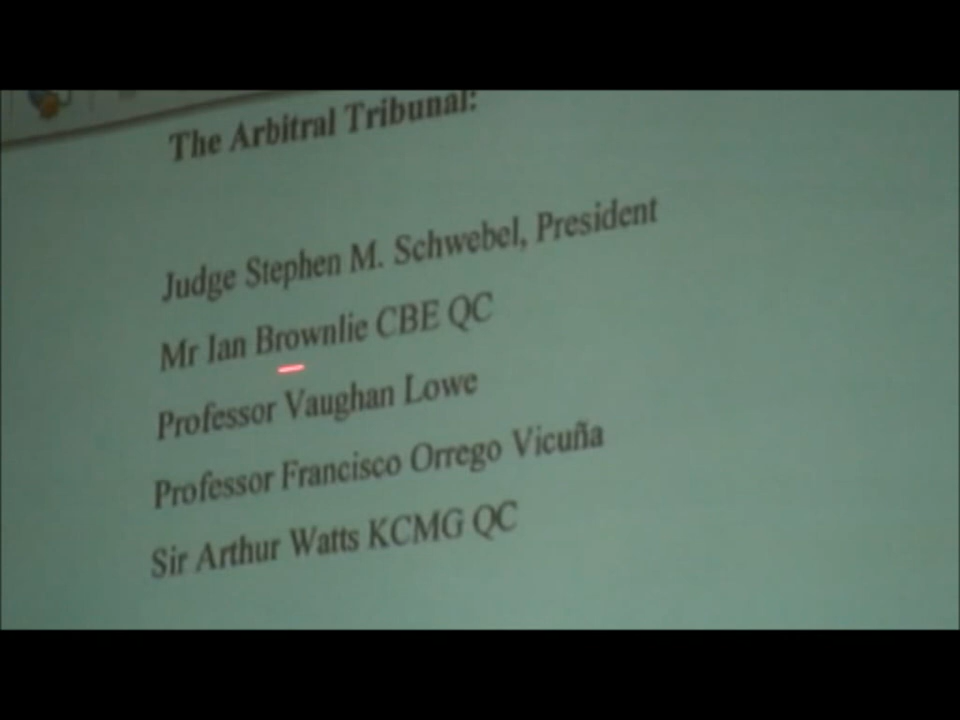 The Arbitral Tribunal:
Judge Stephen M. Schwebel, President
Mr Ian Brownlie CBE QC
Professor Vaughan Lowe
Professor Francisco Orrego Vicuña
Sir Arthur Watts KCMG QC